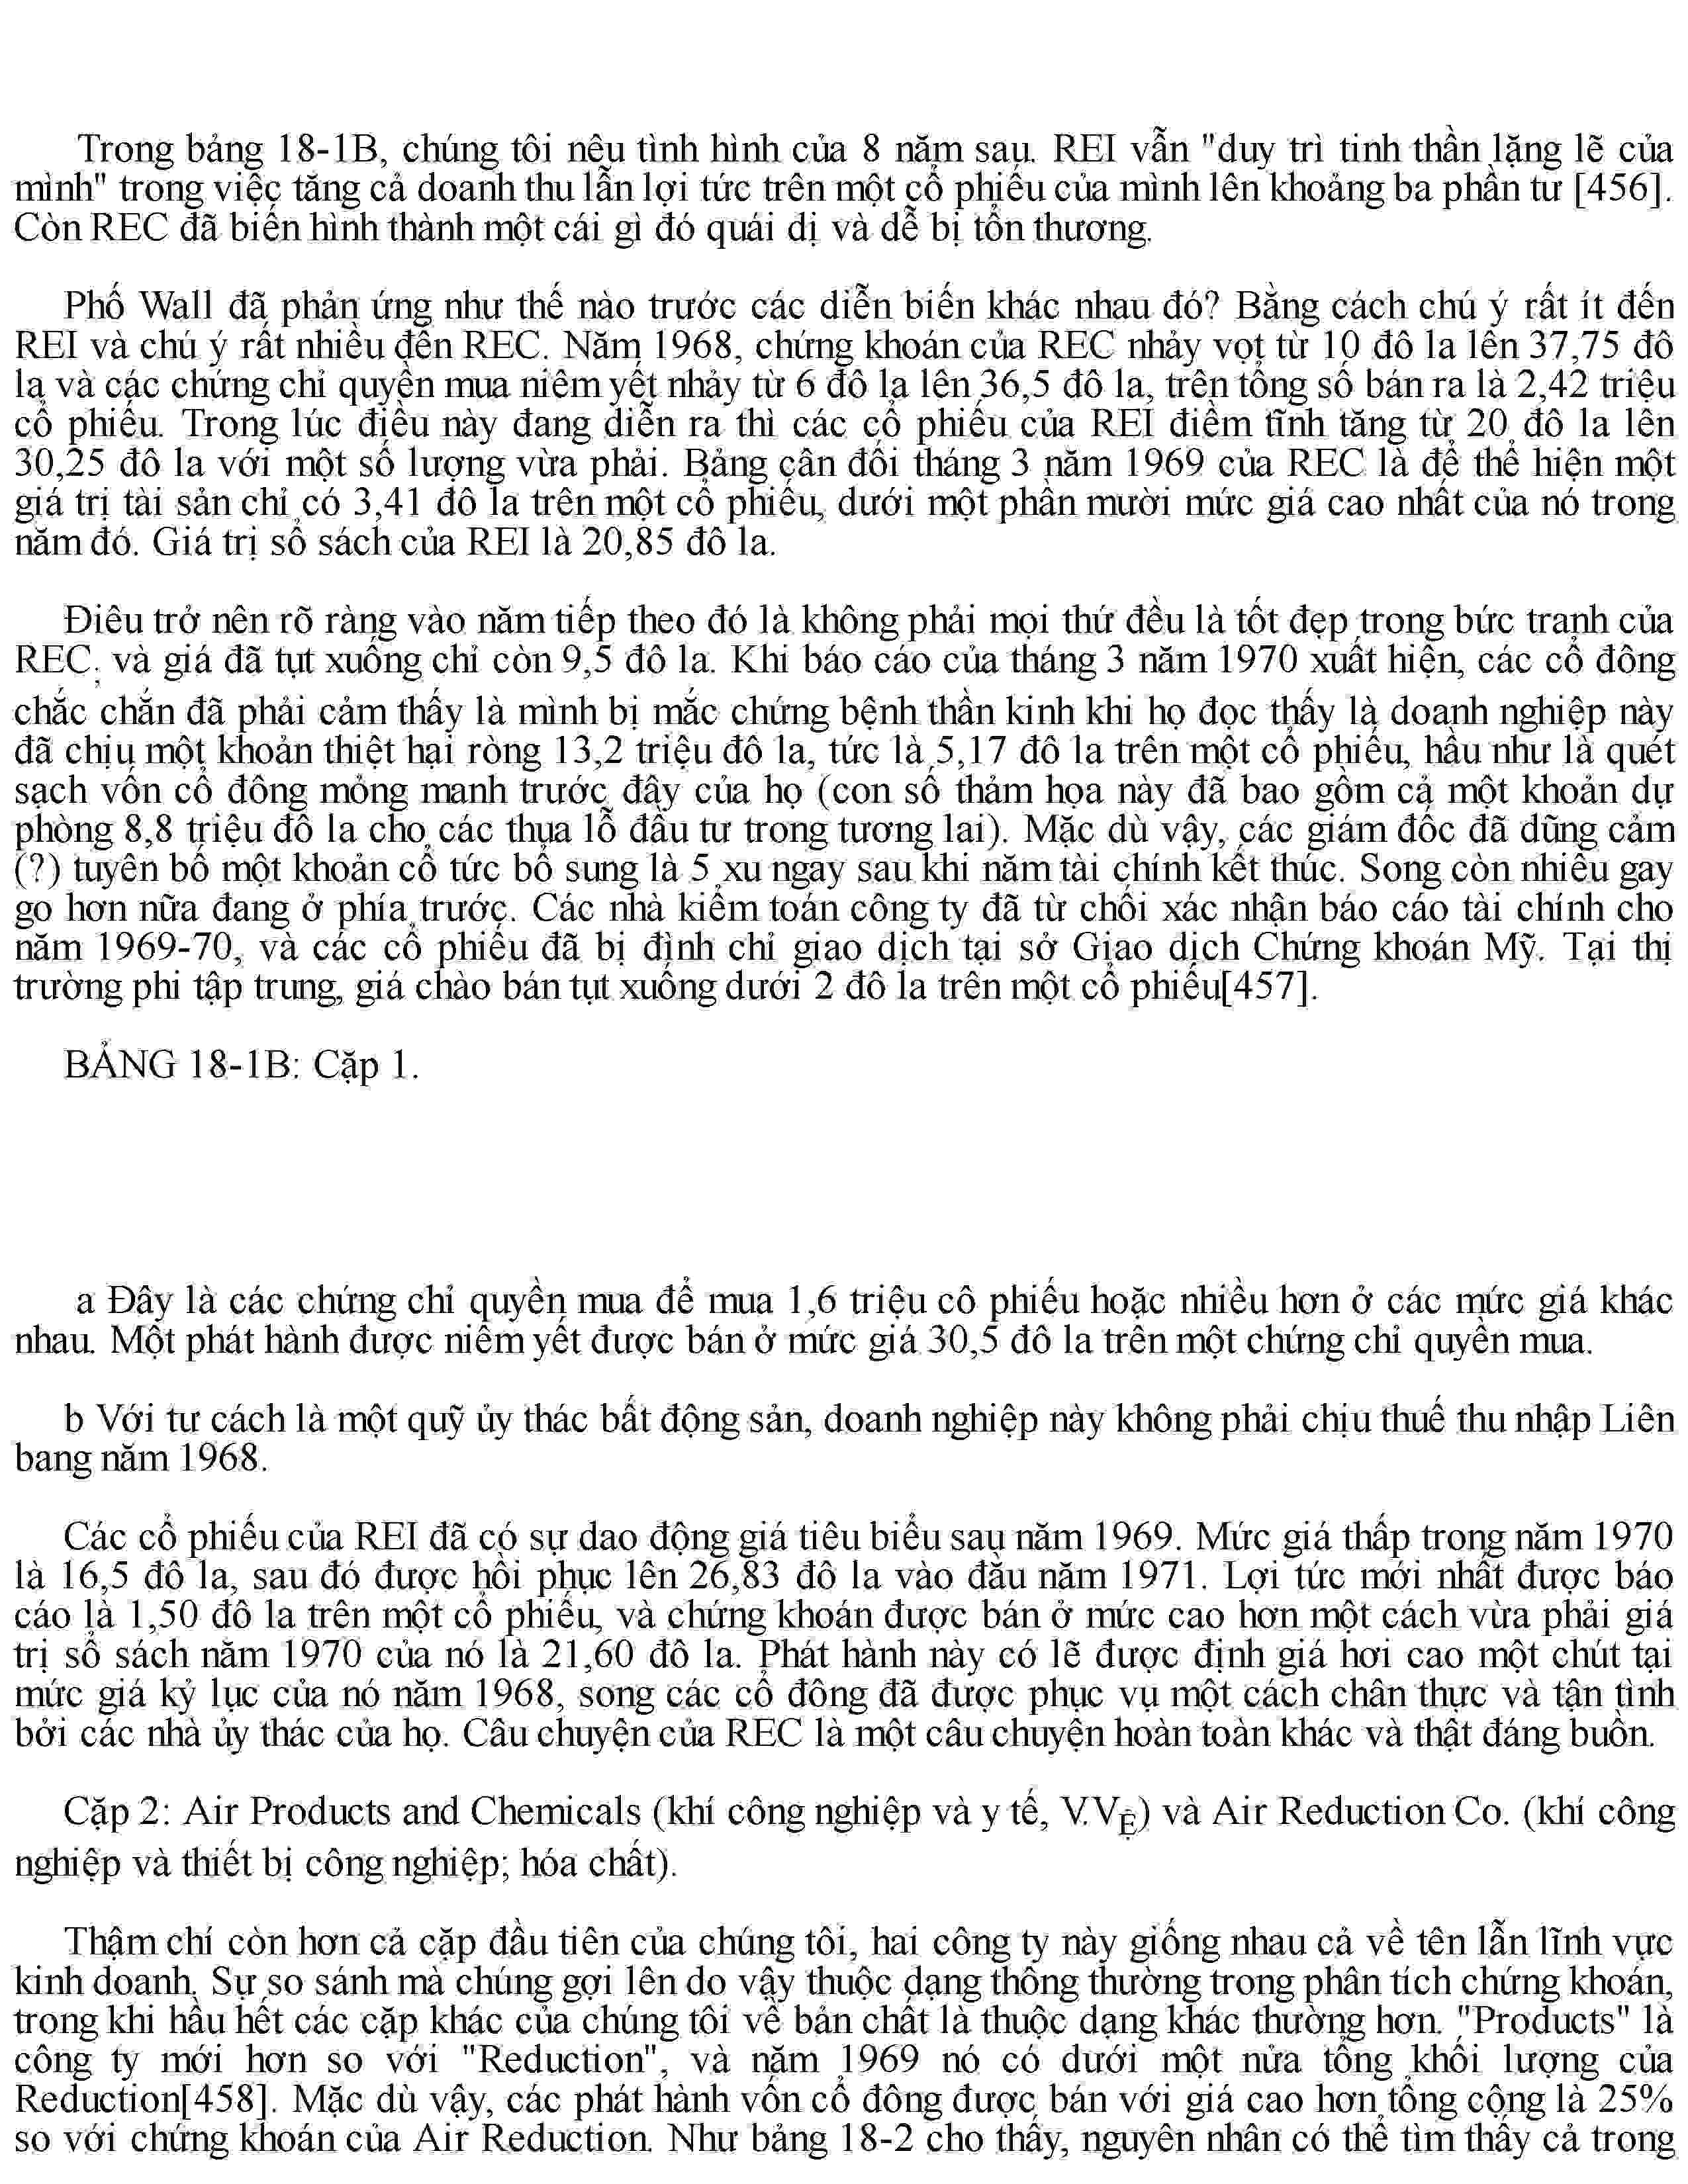 Trong bảng 18-1B, chúng tôi nêu tình hình của 8 năm sau. REI vẫn "duy trì tinh thần lặng lẽ của
mình" trong việc tăng cả doanh thu lẫn lợi tức trên một cổ phiếu của mình lên khoảng ba phần tư [456].
Còn REC đã biến hình thành một cái gì đó quái dị và dễ bị tổn thương.
Phố Wall đã phản ứng như thế nào trước các diễn biến khác nhau đó? Bằng cách chú ý rất ít đến
REI và chú ý rất nhiều đến REC. Năm 1968, chứng khoán của REC nhảy vọt từ 10 đô la lên 37,75 đô
la và các chứng chỉ quyền mua niêm yết nhảy từ 6 đô la lên 36,5 đô la, trên tổng số bán ra là 2,42 triệu
cổ phiếu. Trong lúc điều này đang diễn ra thì các cổ phiếu của REI điềm tĩnh tăng từ 20 đô la lên
30,25 đô la với một số lượng vừa phải. Bảng cân đối tháng 3 năm 1969 của REC là để thể hiện một
giá trị tài sản chỉ có 3,41 đô la trên một cổ phiếu, dưới một phần mười mức giá cao nhất của nó trong
năm đó. Giá trị sổ sách của REI là 20,85 đô la.
Điêu trở nên rõ ràng vào năm tiếp theo đó là không phải mọi thứ đều là tốt đẹp trong bức tranh của
REC; và giá đã tụt xuống chỉ còn 9,5 đô la. Khi báo cáo của tháng 3 năm 1970 xuất hiện, các cổ đông
chắc chắn đã phải cảm thấy là mình bị mắc chứng bệnh thần kinh khi họ đọc thấy là doanh nghiệp này
đã chịu một khoản thiệt hại ròng 13,2 triệu đô la, tức là 5,17 đô la trên một cổ phiếu, hầu như là quét
sạch vốn cổ đông mỏng manh trước đây của họ (con số thảm họa này đã bao gồm cả một khoản dự
phòng 8,8 triệu đô la cho các thua lỗ đầu tư trong tương lai). Mặc dù vậy, các giám đốc đã dũng cảm
(?) tuyên bố một khoản cổ tức bổ sung là 5 xu ngay sau khi năm tài chính kết thúc. Song còn nhiều gay
go hơn nữa đang ở phía trước. Các nhà kiểm toán công ty đã từ chối xác nhận báo cáo tài chính cho
năm 1969-70, và các cổ phiếu đã bị đình chỉ giao dịch tại sở Giao dịch Chứng khoán Mỹ. Tại thị
trường phi tập trung, giá chào bán tụt xuống dưới 2 đô la trên một cổ phiếu[457].
BẢNG 18-1B: Cặp 1.
a Đây là các chứng chỉ quyền mua để mua 1,6 triệu cô phiếu hoặc nhiều hơn ở các mức giá khác
nhau. Một phát hành được niêm yết được bán ở mức giá 30,5 đô la trên một chứng chỉ quyền mua.
b Với tư cách là một quỹ ủy thác bất động sản, doanh nghiệp này không phải chịu thuế thu nhập Liên
bang năm 1968.
Các cổ phiếu của REI đã có sự dao động giá tiêu biểu sau năm 1969. Mức giá thấp trong năm 1970
là 16,5 đô la, sau đó được hồi phục lên 26,83 đô la vào đầu năm 1971. Lợi tức mới nhất được báo
cáo là 1,50 đô la trên một cổ phiếu, và chứng khoán được bán ở mức cao hơn một cách vừa phải giá
trị sổ sách năm 1970 của nó là 21,60 đô la. Phát hành này có lẽ được định giá hơi cao một chút tại
mức giá kỷ lục của nó năm 1968, song các cổ đông đã được phục vụ một cách chân thực và tận tình
bởi các nhà ủy thác của họ. Câu chuyện của REC là một câu chuyện hoàn toàn khác và thật đáng buồn.
Cặp 2: Air Products and Chemicals (khí công nghiệp và y tế, V.VẸ̀) và Air Reduction Co. (khí công
nghiệp và thiết bị công nghiệp; hóa chất).
Thậm chí còn hơn cả cặp đầu tiên của chúng tôi, hai công ty này giống nhau cả về tên lẫn lĩnh vực
kinh doanh. Sự so sánh mà chúng gợi lên do vậy thuộc dạng thông thường trong phân tích chứng khoán,
trong khi hầu hết các cặp khác của chúng tôi về bản chất là thuộc dạng khác thường hơn. "Products" là
công ty mới hơn so với "Reduction", và năm 1969 nó có dưới một nửa tổng khối lượng của
Reduction[458]. Mặc dù vậy, các phát hành vốn cổ đông được bán với giá cao hơn tổng cộng là 25%
so với chứng khoán của Air Reduction. Như bảng 18-2 cho thấy, nguyên nhân có thể tìm thấy cả trong